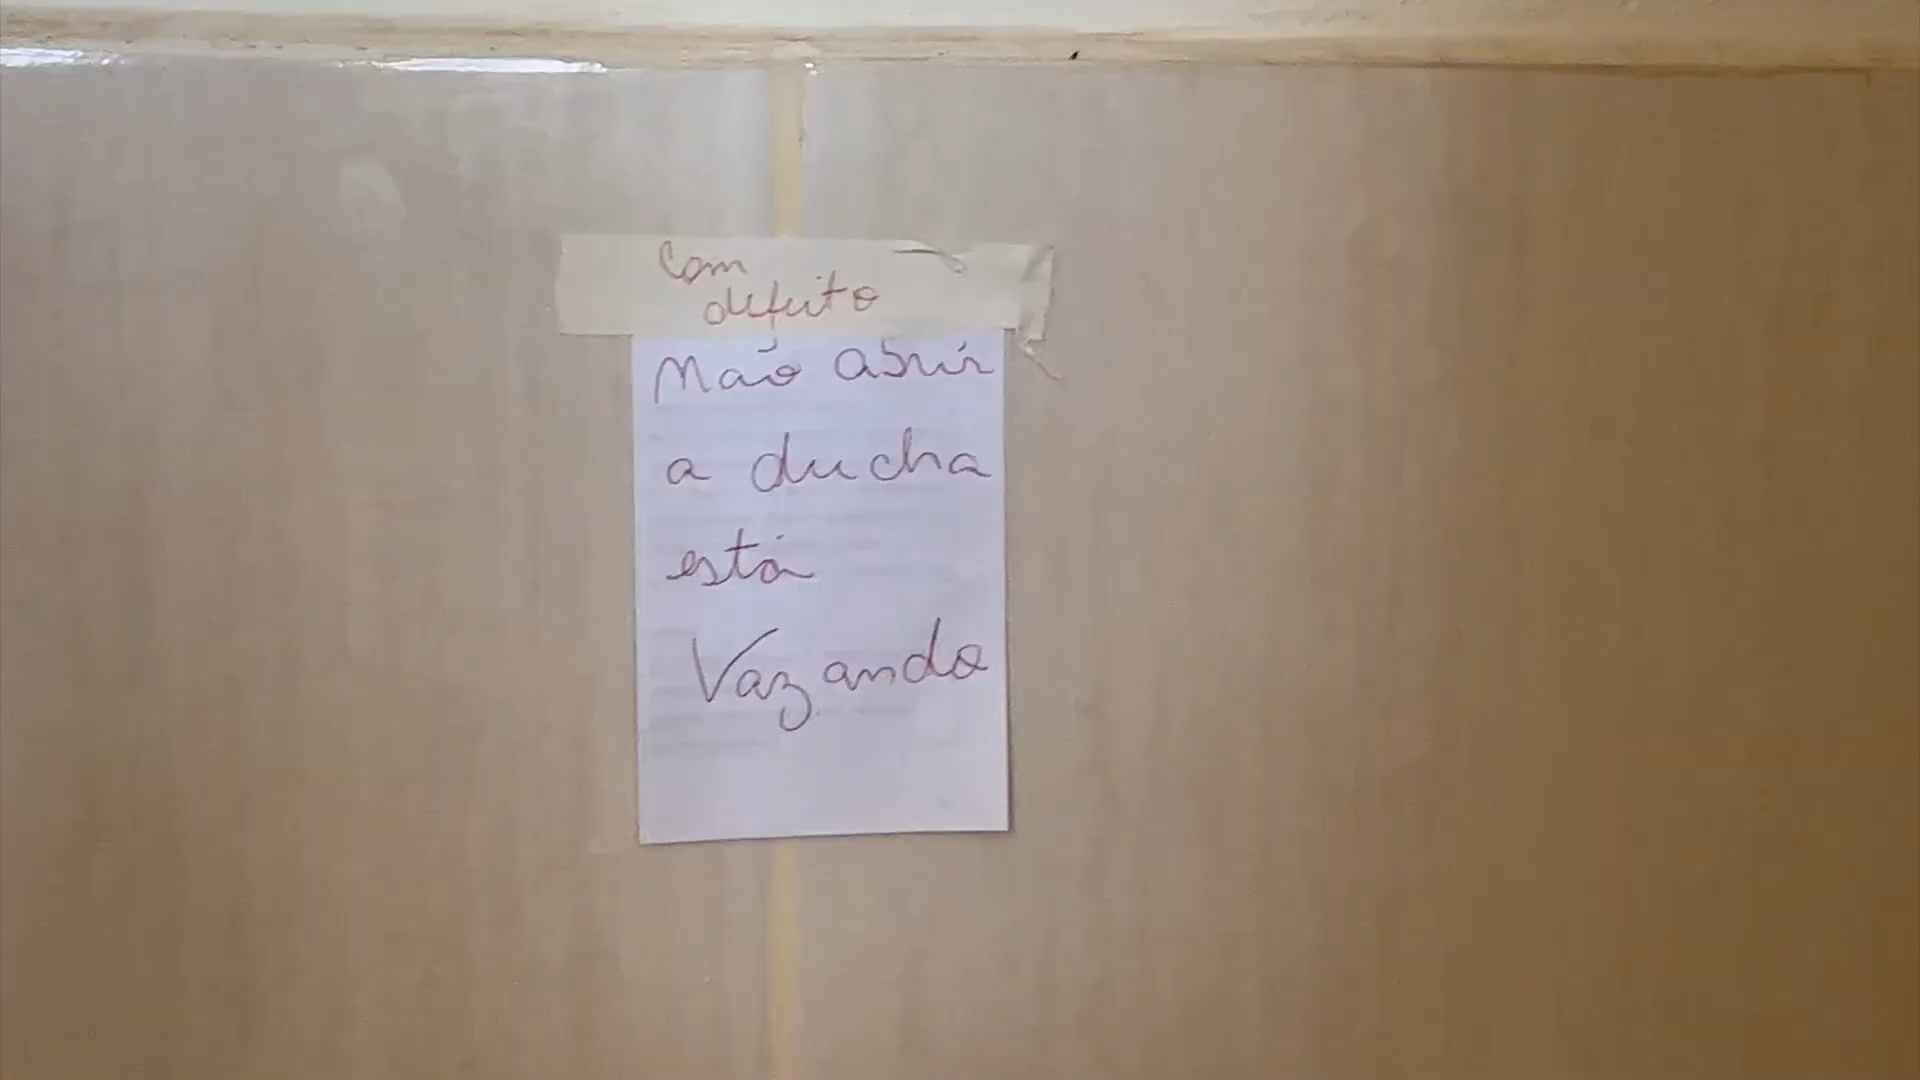 Com
defeito
Não abrir
a ducha
está
Vazando